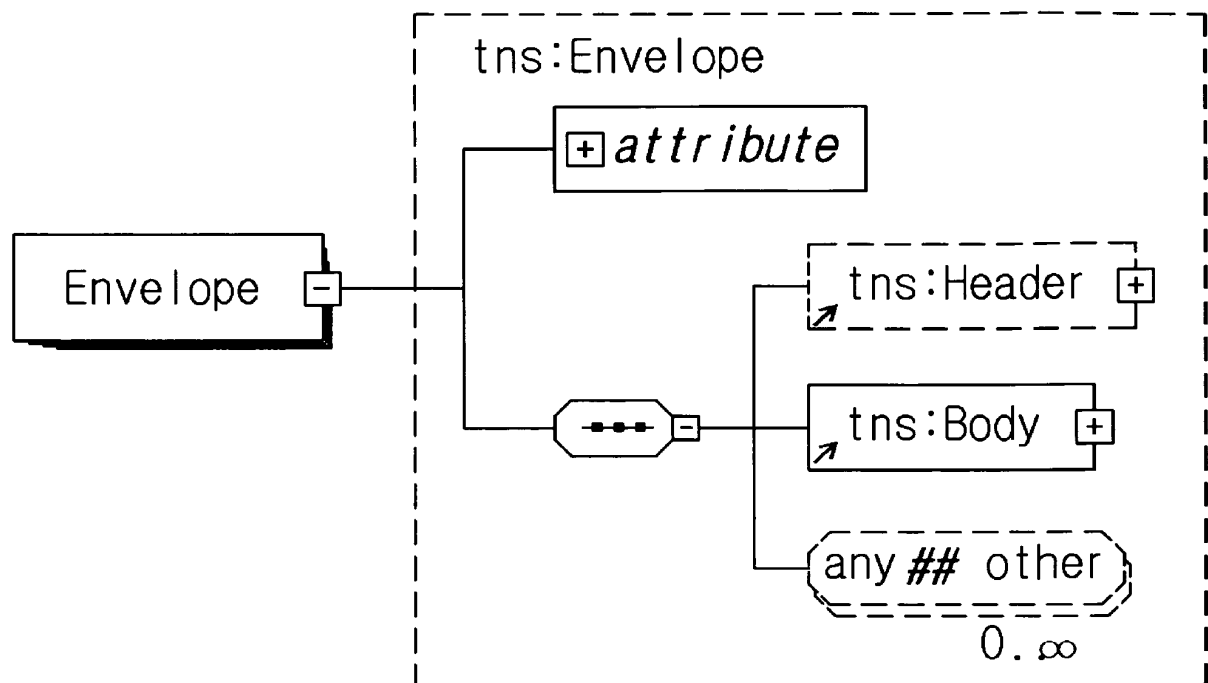 tns:Envelope
+ attribute
Envelope -
tns:Header +
- tns:Body +
any ## other
0..∞